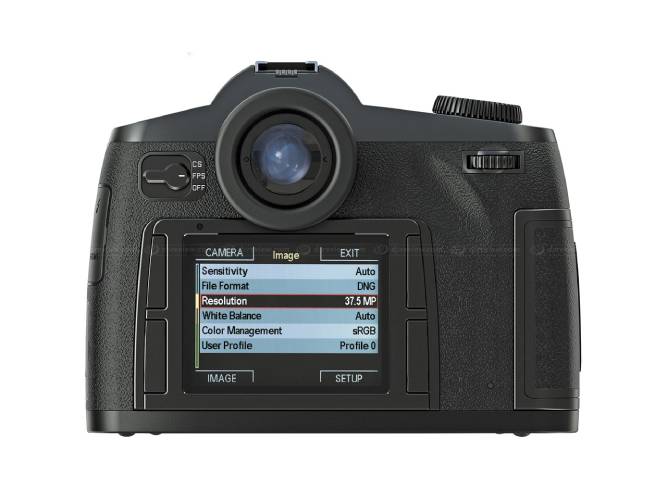 CS
FPS
OFF
CAMERA Image EXIT
Sensitivity Auto
File Format DNG
Resolution 37.5 MP
White Balance Auto
Color Management sRGB
User Profile Profile 0
IMAGE SETUP